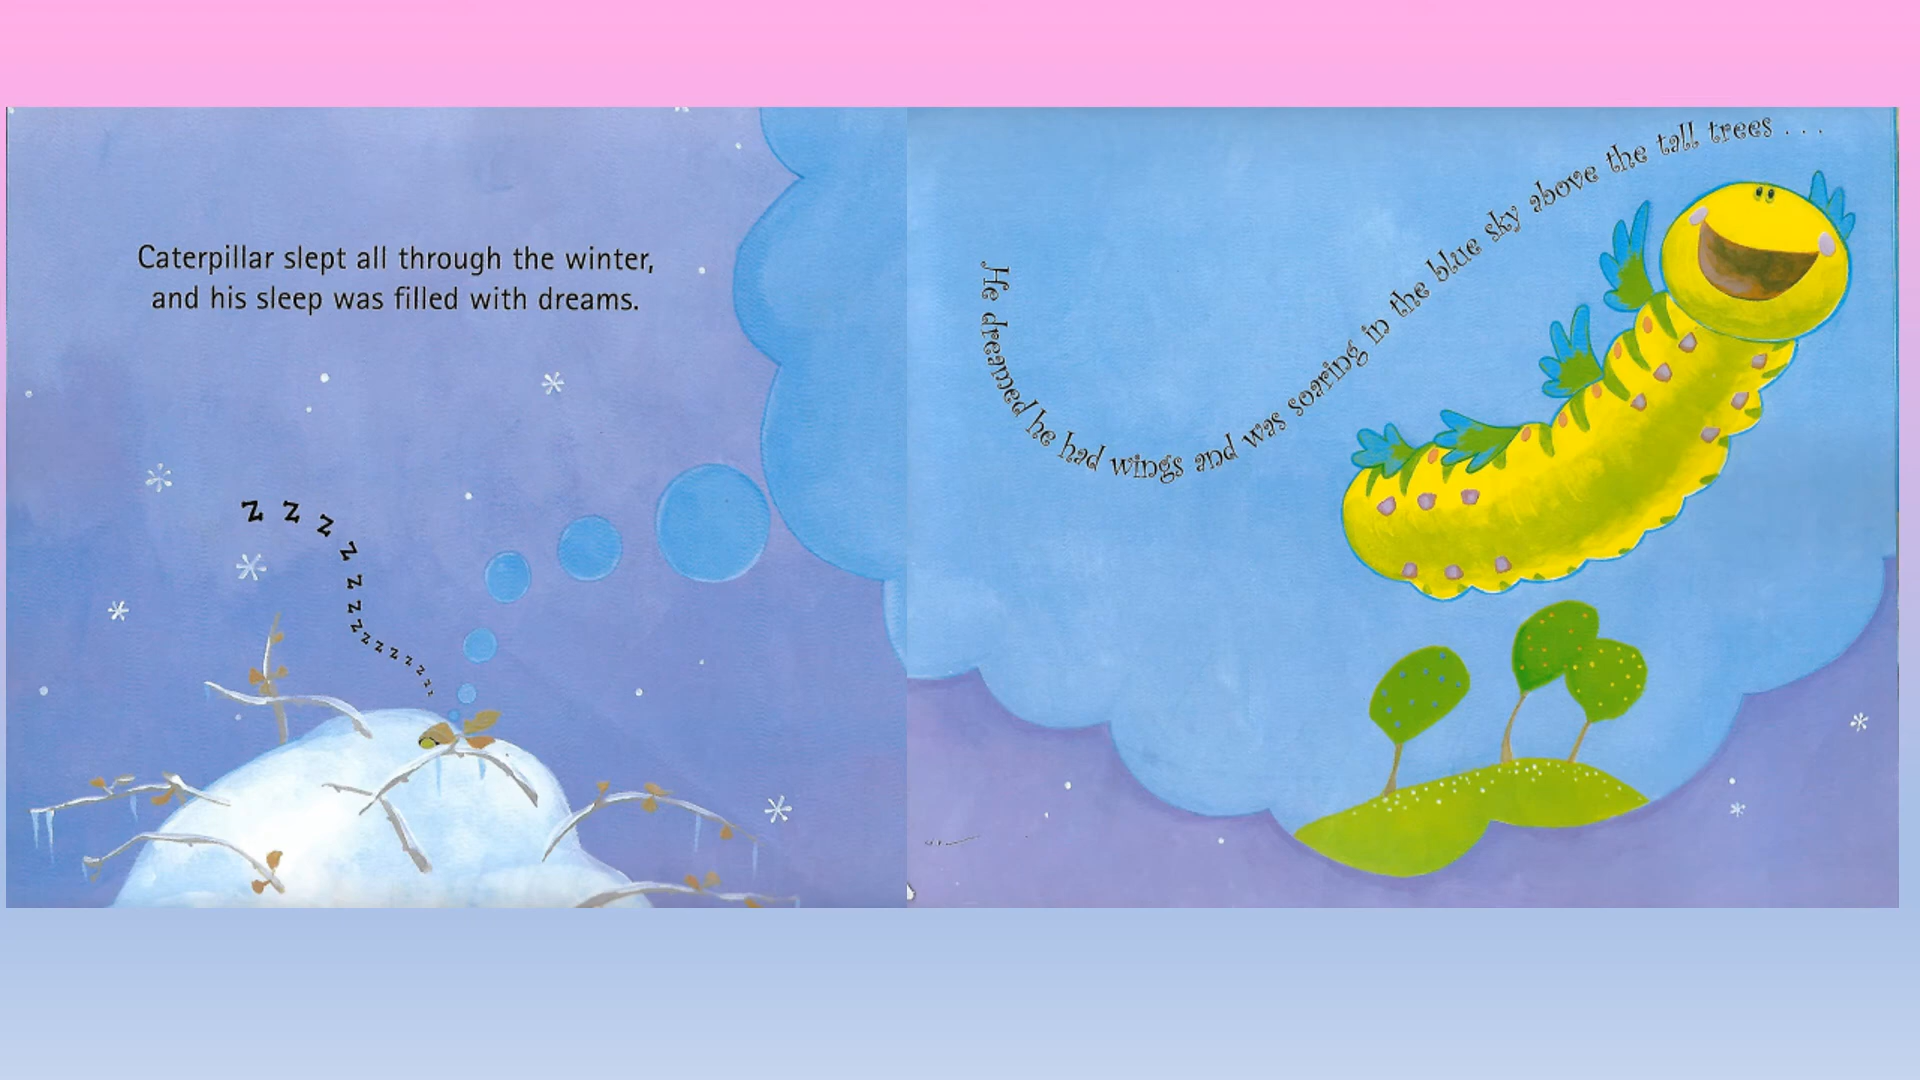 Caterpillar slept all through the winter,
and his sleep was filled with dreams.
z z z z z z z z z z z z z z z
He dreamed he had wings and was soaring in the blue sky above the tall trees . . .